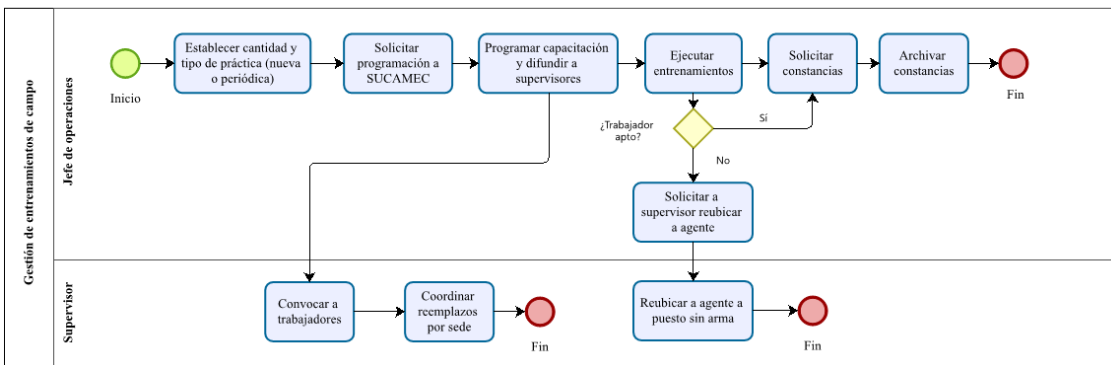 Gestión de entrenamientos de campo
Jefe de operaciones
Inicio
Establecer cantidad y
tipo de práctica (nueva
o periódica)
Solicitar
programación a
SUCAMEC
Programar capacitación
y difundir a
supervisores
Ejecutar
entrenamientos
Solicitar
constancias
Archivar
constancias
Fin
¿Trabajador
apto?
Sí
No
Solicitar a
supervisor reubicar
a agente
Supervisor
Convocar a
trabajadores
Coordinar
reemplazos
por sede
Fin
Reubicar a agente a
puesto sin arma
Fin